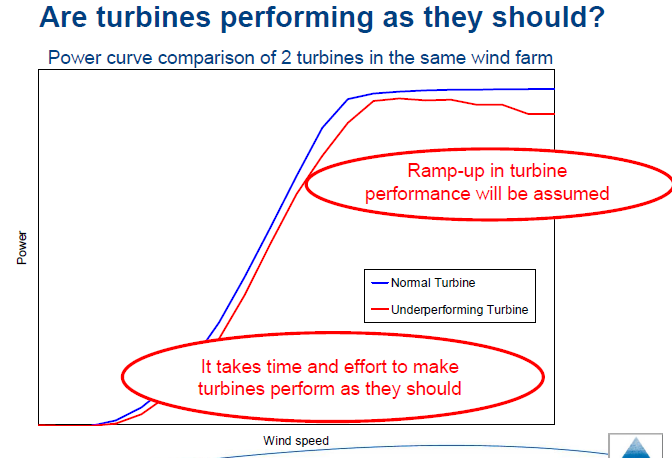 Are turbines performing as they should?
Power curve comparison of 2 turbines in the same wind farm
Ramp-up in turbine
performance will be assumed
Power
Normal Turbine
Underperforming Turbine
It takes time and effort to make
turbines perform as they should
Wind speed